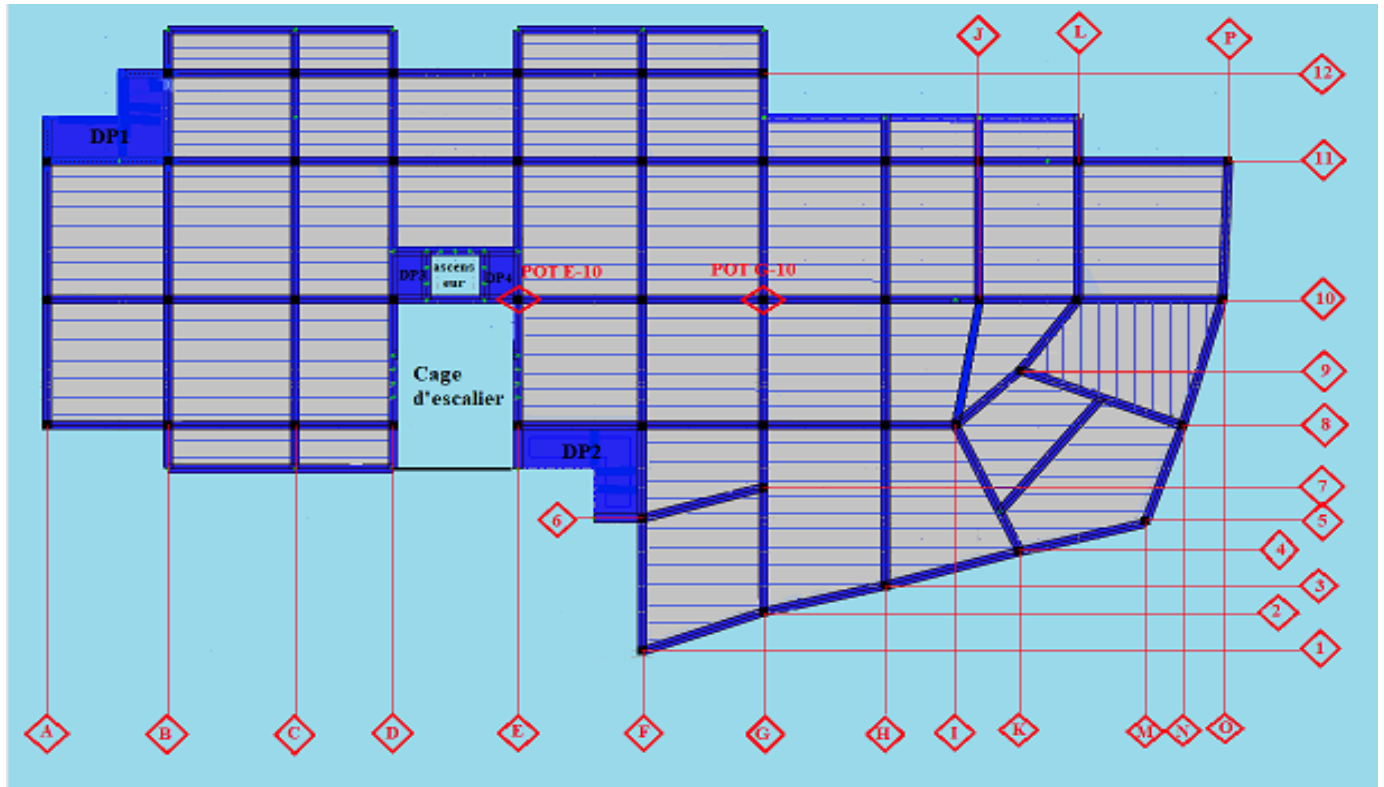 J
L
P
12
DP1
11
DP3
ascens
eur
DP4
POT E-10
POT G-10
10
Cage
d'escalier
9
8
DP2
7
6
5
4
3
2
1
A
B
C
D
E
F
G
H
I
K
M
N
O